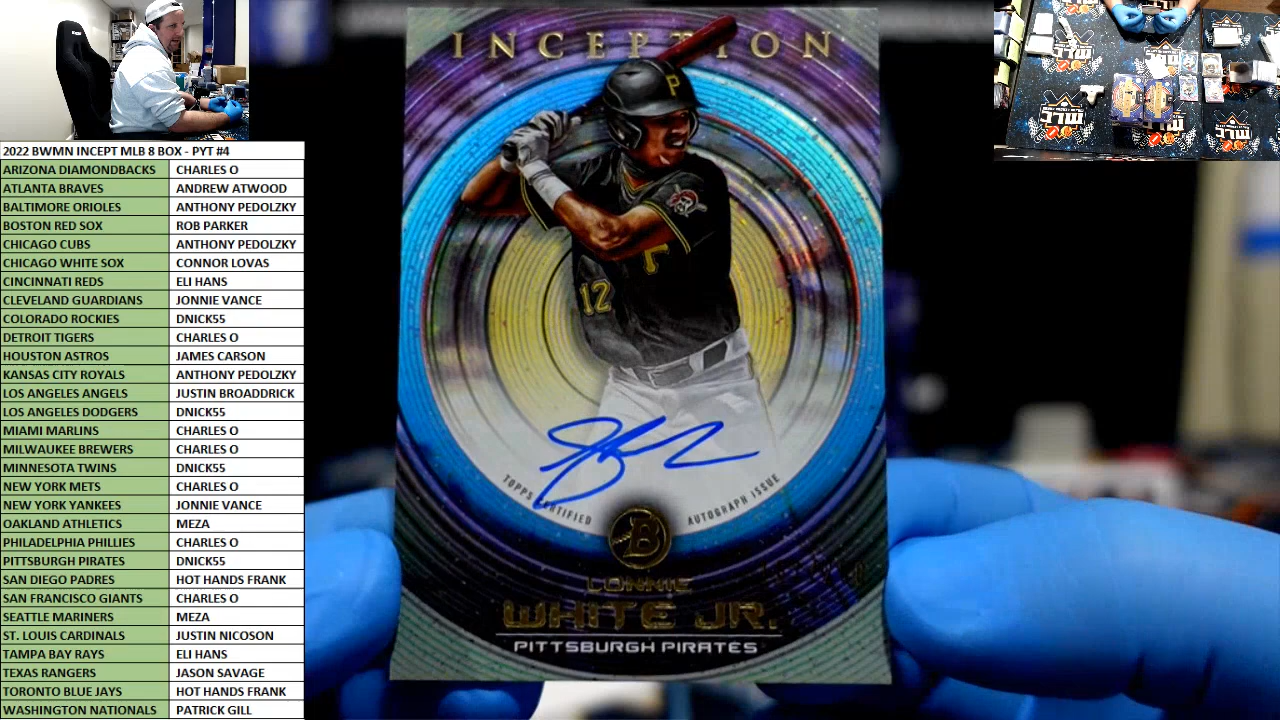 2022 BWMN INCEPT MLB 8 BOX - PYT #4
ARIZONA DIAMONDBACKS CHARLES O
ATLANTA BRAVES ANDREW ATWOOD
BALTIMORE ORIOLES ANTHONY PEDOLZKY
BOSTON RED SOX ROB PARKER
CHICAGO CUBS ANTHONY PEDOLZKY
CHICAGO WHITE SOX CONNOR LOVAS
CINCINNATI REDS ELI HANS
CLEVELAND GUARDIANS JONNIE VANCE
COLORADO ROCKIES DNICK55
DETROIT TIGERS CHARLES O
HOUSTON ASTROS JAMES CARSON
KANSAS CITY ROYALS ANTHONY PEDOLZKY
LOS ANGELES ANGELS JUSTIN BROADDRICK
LOS ANGELES DODGERS DNICK55
MIAMI MARLINS CHARLES O
MILWAUKEE BREWERS CHARLES O
MINNESOTA TWINS DNICK55
NEW YORK METS CHARLES O
NEW YORK YANKEES JONNIE VANCE
OAKLAND ATHLETICS MEZA
PHILADELPHIA PHILLIES CHARLES O
PITTSBURGH PIRATES DNICK55
SAN DIEGO PADRES HOT HANDS FRANK
SAN FRANCISCO GIANTS CHARLES O
SEATTLE MARINERS MEZA
ST. LOUIS CARDINALS JUSTIN NICOSON
TAMPA BAY RAYS ELI HANS
TEXAS RANGERS JASON SAVAGE
TORONTO BLUE JAYS HOT HANDS FRANK
WASHINGTON NATIONALS PATRICK GILL
INCEPTION
P
12
TOPPS CERTIFIED AUTOGRAPH ISSUE
B
LONNIE
WHITE JR.
PITTSBURGH PIRATES